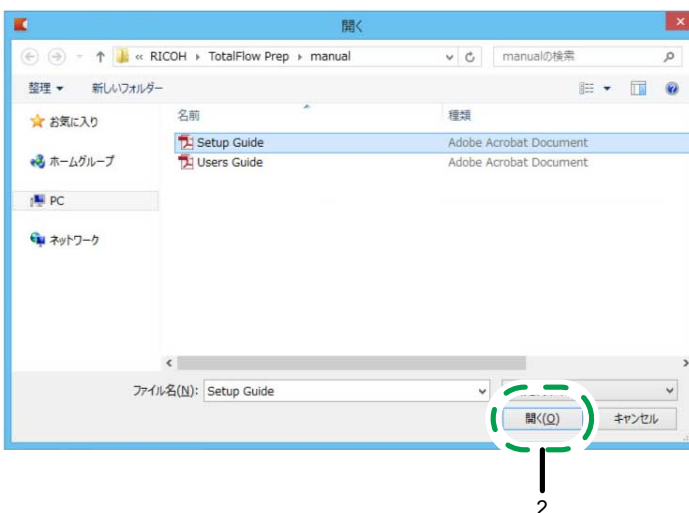 開く
« RICOH ▸ TotalFlow Prep ▸ manual
manualの検索
整理 ▼ 新しいフォルダー
名前 種類
お気に入り
Setup Guide Adobe Acrobat Document
Users Guide Adobe Acrobat Document
ホームグループ
PC
ネットワーク
ファイル名(N): Setup Guide
開く(O) キャンセル
2